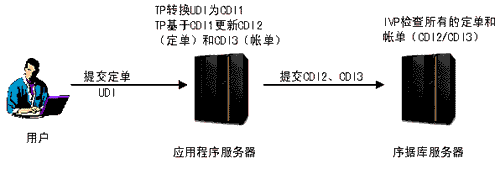 TP转换UDI为CDI1
TP基于CDI1更新CDI2
（定单）和CDI3（帐单）
IVP检查所有的定单和
帐单（CDI2/CDI3）
提交定单
UDI
提交CDI2、CDI3
用户
应用程序服务器
序据库服务器